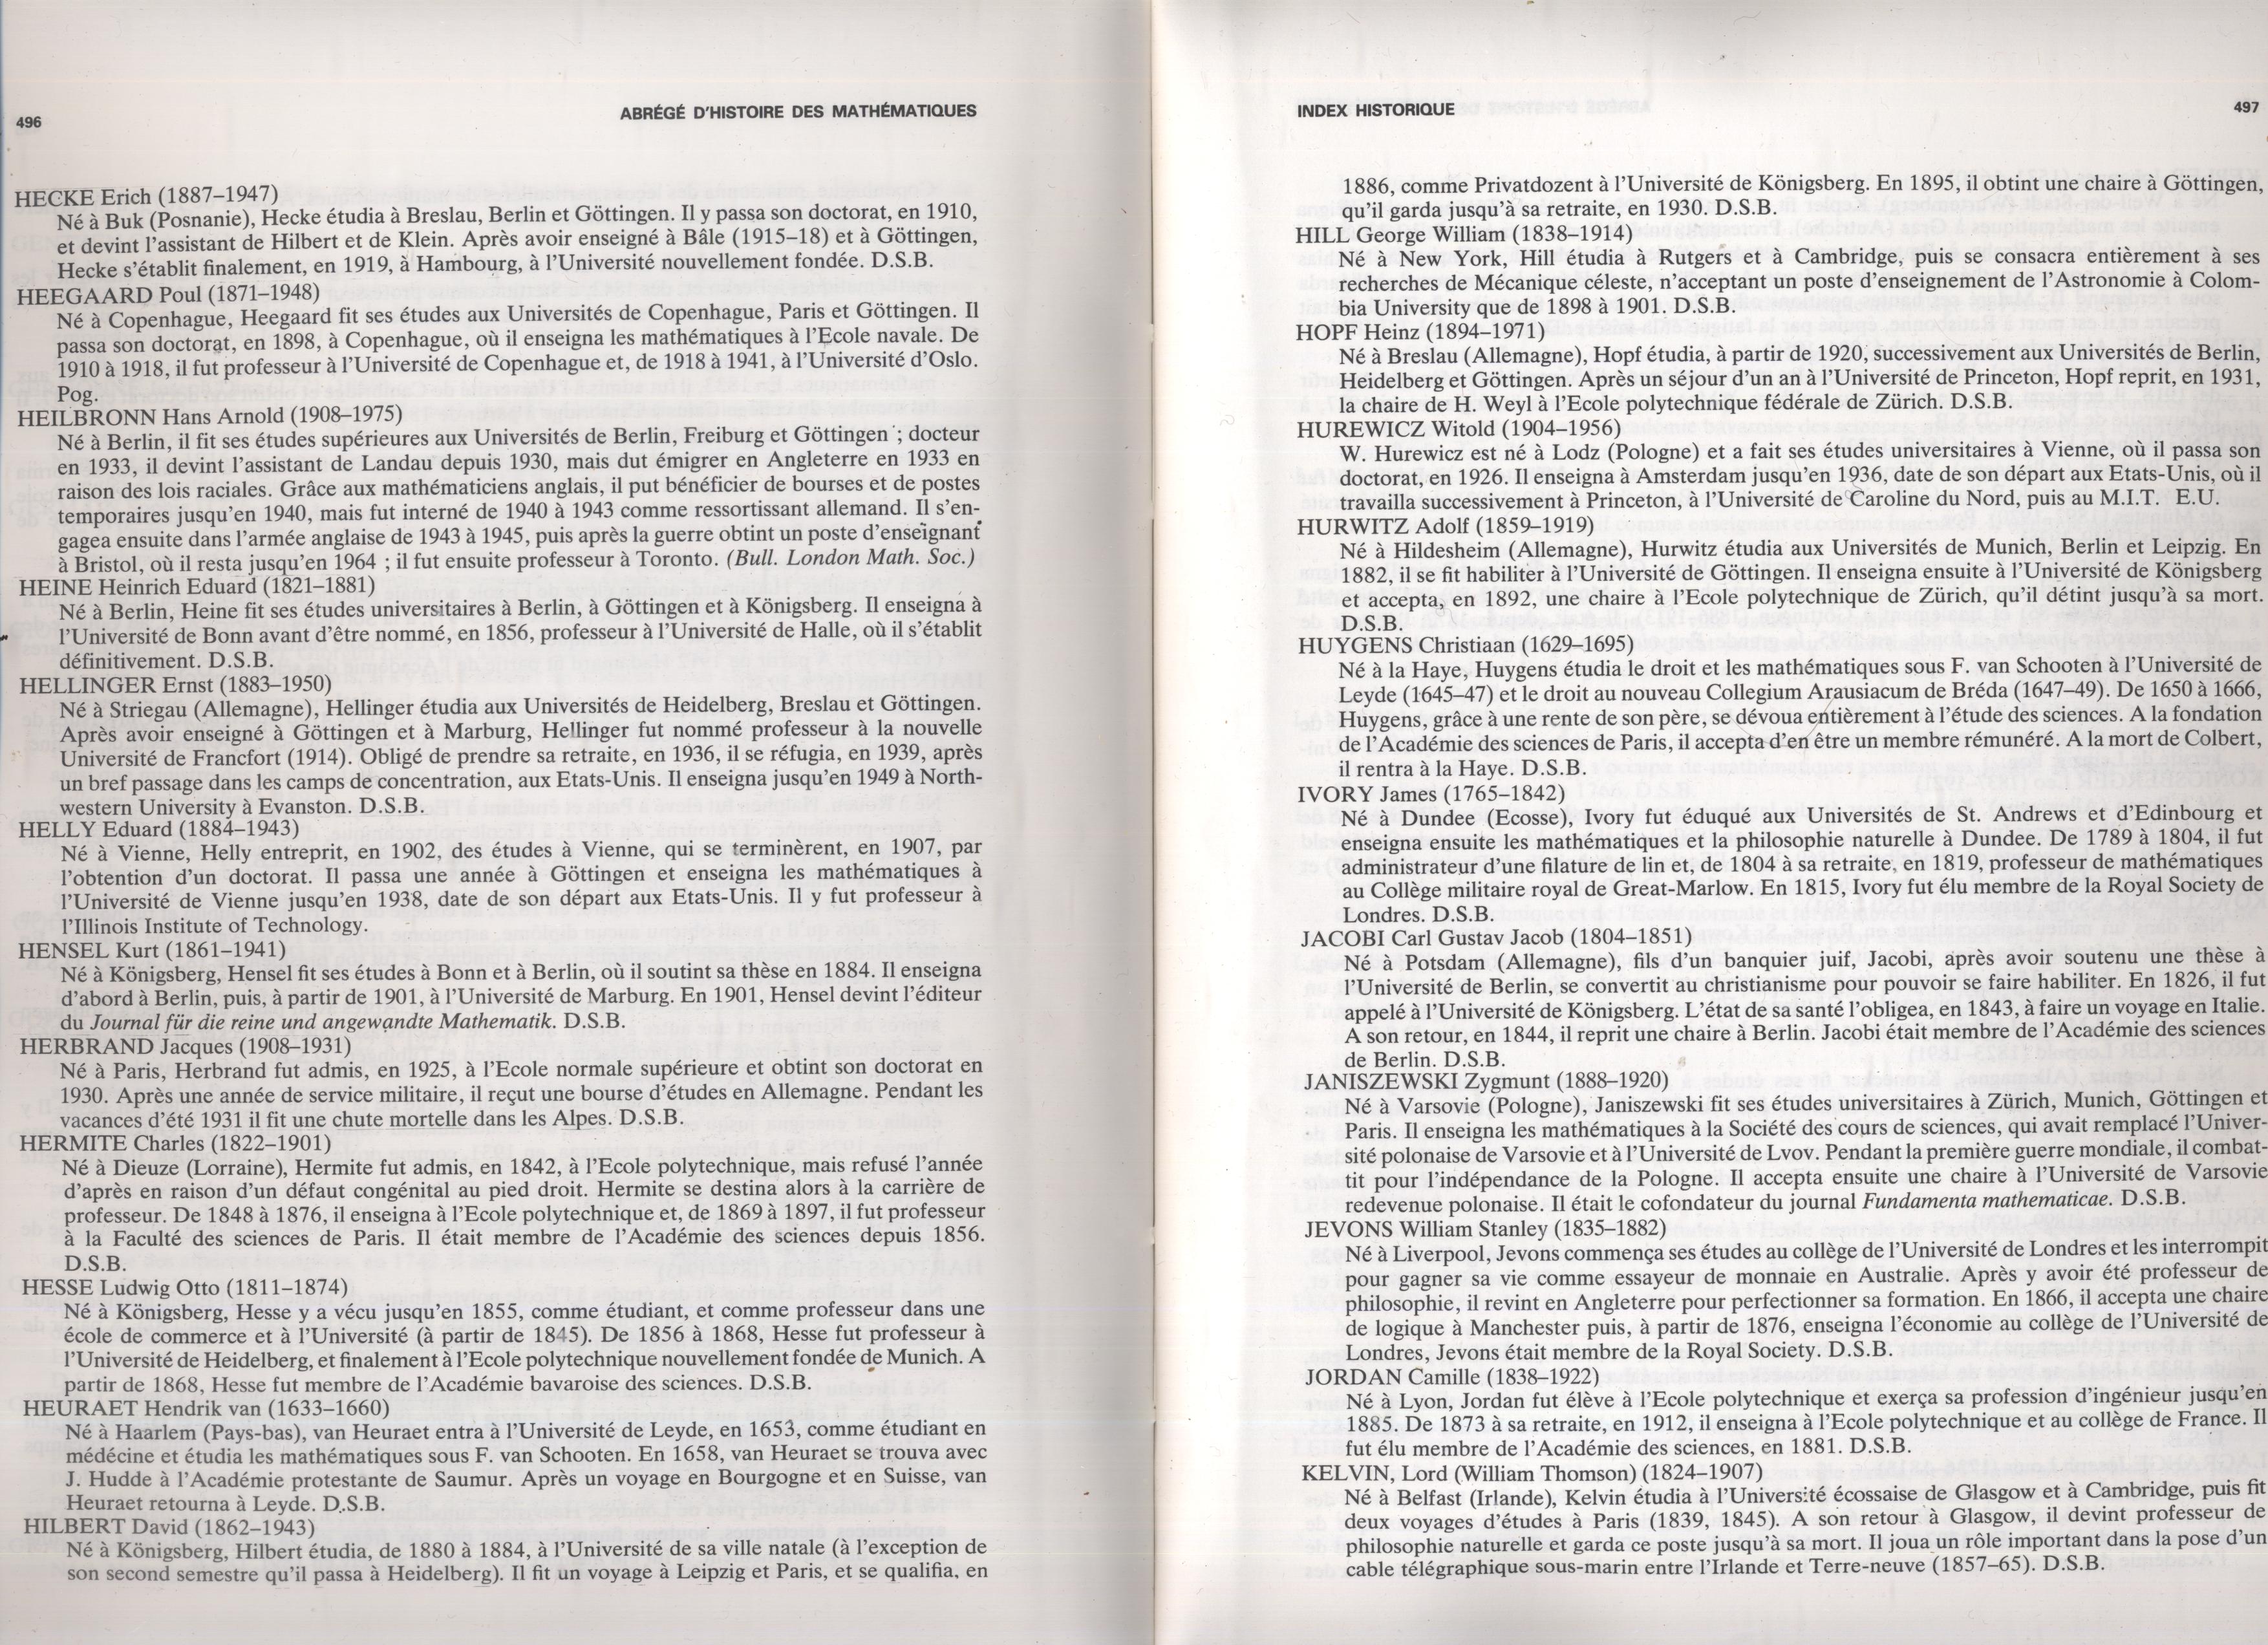 496
ABRÉGÉ D'HISTOIRE DES MATHÉMATIQUES
HECKE Erich (1887–1947)
Né à Buk (Posnanie), Hecke étudia à Breslau, Berlin et Göttingen. Il y passa son doctorat, en 1910,
et devint l'assistant de Hilbert et de Klein. Après avoir enseigné à Bâle (1915–18) et à Göttingen,
Hecke s'établit finalement, en 1919, à Hambourg, à l'Université nouvellement fondée. D.S.B.
HEEGAARD Poul (1871–1948)
Né à Copenhague, Heegaard fit ses études aux Universités de Copenhague, Paris et Göttingen. Il
passa son doctorat, en 1898, à Copenhague, où il enseigna les mathématiques à l'Ecole navale. De
1910 à 1918, il fut professeur à l'Université de Copenhague et, de 1918 à 1941, à l'Université d'Oslo.
Pog.
HEILBRONN Hans Arnold (1908–1975)
Né à Berlin, il fit ses études supérieures aux Universités de Berlin, Freiburg et Göttingen ; docteur
en 1933, il devint l'assistant de Landau depuis 1930, mais dut émigrer en Angleterre en 1933 en
raison des lois raciales. Grâce aux mathématiciens anglais, il put bénéficier de bourses et de postes
temporaires jusqu'en 1940, mais fut interné de 1940 à 1943 comme ressortissant allemand. Il s'en-
gagea ensuite dans l'armée anglaise de 1943 à 1945, puis après la guerre obtint un poste d'enseignant
à Bristol, où il resta jusqu'en 1964 ; il fut ensuite professeur à Toronto. (Bull. London Math. Soc.)
HEINE Heinrich Eduard (1821–1881)
Né à Berlin, Heine fit ses études universitaires à Berlin, à Göttingen et à Königsberg. Il enseigna à
l'Université de Bonn avant d'être nommé, en 1856, professeur à l'Université de Halle, où il s'établit
définitivement. D.S.B.
HELLINGER Ernst (1883–1950)
Né à Striegau (Allemagne), Hellinger étudia aux Universités de Heidelberg, Breslau et Göttingen.
Après avoir enseigné à Göttingen et à Marburg, Hellinger fut nommé professeur à la nouvelle
Université de Francfort (1914). Obligé de prendre sa retraite, en 1936, il se réfugia, en 1939, après
un bref passage dans les camps de concentration, aux Etats-Unis. Il enseigna jusqu'en 1949 à North-
western University à Evanston. D.S.B.
HELLY Eduard (1884–1943)
Né à Vienne, Helly entreprit, en 1902, des études à Vienne, qui se terminèrent, en 1907, par
l'obtention d'un doctorat. Il passa une année à Göttingen et enseigna les mathématiques à
l'Université de Vienne jusqu'en 1938, date de son départ aux Etats-Unis. Il y fut professeur à
l'Illinois Institute of Technology.
HENSEL Kurt (1861–1941)
Né à Königsberg, Hensel fit ses études à Bonn et à Berlin, où il soutint sa thèse en 1884. Il enseigna
d'abord à Berlin, puis, à partir de 1901, à l'Université de Marburg. En 1901, Hensel devint l'éditeur
du Journal für die reine und angewandte Mathematik. D.S.B.
HERBRAND Jacques (1908–1931)
Né à Paris, Herbrand fut admis, en 1925, à l'Ecole normale supérieure et obtint son doctorat en
1930. Après une année de service militaire, il reçut une bourse d'études en Allemagne. Pendant les
vacances d'été 1931 il fit une chute mortelle dans les Alpes. D.S.B.
HERMITE Charles (1822–1901)
Né à Dieuze (Lorraine), Hermite fut admis, en 1842, à l'Ecole polytechnique, mais refusé l'année
d'après en raison d'un défaut congénital au pied droit. Hermite se destina alors à la carrière de
professeur. De 1848 à 1876, il enseigna à l'Ecole polytechnique et, de 1869 à 1897, il fut professeur
à la Faculté des sciences de Paris. Il était membre de l'Académie des sciences depuis 1856.
D.S.B.
HESSE Ludwig Otto (1811–1874)
Né à Königsberg, Hesse y a vécu jusqu'en 1855, comme étudiant, et comme professeur dans une
école de commerce et à l'Université (à partir de 1845). De 1856 à 1868, Hesse fut professeur à
l'Université de Heidelberg, et finalement à l'Ecole polytechnique nouvellement fondée de Munich. A
partir de 1868, Hesse fut membre de l'Académie bavaroise des sciences. D.S.B.
HEURAET Hendrik van (1633–1660)
Né à Haarlem (Pays-bas), van Heuraet entra à l'Université de Leyde, en 1653, comme étudiant en
médécine et étudia les mathématiques sous F. van Schooten. En 1658, van Heuraet se trouva avec
J. Hudde à l'Académie protestante de Saumur. Après un voyage en Bourgogne et en Suisse, van
Heuraet retourna à Leyde. D.S.B.
HILBERT David (1862–1943)
Né à Königsberg, Hilbert étudia, de 1880 à 1884, à l'Université de sa ville natale (à l'exception de
son second semestre qu'il passa à Heidelberg). Il fit un voyage à Leipzig et Paris, et se qualifia, en
INDEX HISTORIQUE
497
1886, comme Privatdozent à l'Université de Königsberg. En 1895, il obtint une chaire à Göttingen,
qu'il garda jusqu'à sa retraite, en 1930. D.S.B.
HILL George William (1838–1914)
Né à New York, Hill étudia à Rutgers et à Cambridge, puis se consacra entièrement à ses
recherches de Mécanique céleste, n'acceptant un poste d'enseignement de l'Astronomie à Colom-
bia University que de 1898 à 1901. D.S.B.
HOPF Heinz (1894–1971)
Né à Breslau (Allemagne), Hopf étudia, à partir de 1920, successivement aux Universités de Berlin,
Heidelberg et Göttingen. Après un séjour d'un an à l'Université de Princeton, Hopf reprit, en 1931,
la chaire de H. Weyl à l'Ecole polytechnique fédérale de Zürich. D.S.B.
HUREWICZ Witold (1904–1956)
W. Hurewicz est né à Lodz (Pologne) et a fait ses études universitaires à Vienne, où il passa son
doctorat, en 1926. Il enseigna à Amsterdam jusqu'en 1936, date de son départ aux Etats-Unis, où il
travailla successivement à Princeton, à l'Université de Caroline du Nord, puis au M.I.T. E.U.
HURWITZ Adolf (1859–1919)
Né à Hildesheim (Allemagne), Hurwitz étudia aux Universités de Munich, Berlin et Leipzig. En
1882, il se fit habiliter à l'Université de Göttingen. Il enseigna ensuite à l'Université de Königsberg
et accepta, en 1892, une chaire à l'Ecole polytechnique de Zürich, qu'il détint jusqu'à sa mort.
D.S.B.
HUYGENS Christiaan (1629–1695)
Né à la Haye, Huygens étudia le droit et les mathématiques sous F. van Schooten à l'Université de
Leyde (1645–47) et le droit au nouveau Collegium Arausiacum de Bréda (1647–49). De 1650 à 1666,
Huygens, grâce à une rente de son père, se dévoua entièrement à l'étude des sciences. A la fondation
de l'Académie des sciences de Paris, il accepta d'en être un membre rémunéré. A la mort de Colbert,
il rentra à la Haye. D.S.B.
IVORY James (1765–1842)
Né à Dundee (Ecosse), Ivory fut éduqué aux Universités de St. Andrews et d'Edinbourg et
enseigna ensuite les mathématiques et la philosophie naturelle à Dundee. De 1789 à 1804, il fut
administrateur d'une filature de lin et, de 1804 à sa retraite, en 1819, professeur de mathématiques
au Collège militaire royal de Great-Marlow. En 1815, Ivory fut élu membre de la Royal Society de
Londres. D.S.B.
JACOBI Carl Gustav Jacob (1804–1851)
Né à Potsdam (Allemagne), fils d'un banquier juif, Jacobi, après avoir soutenu une thèse à
l'Université de Berlin, se convertit au christianisme pour pouvoir se faire habiliter. En 1826, il fut
appelé à l'Université de Königsberg. L'état de sa santé l'obligea, en 1843, à faire un voyage en Italie.
A son retour, en 1844, il reprit une chaire à Berlin. Jacobi était membre de l'Académie des sciences
de Berlin. D.S.B.
JANISZEWSKI Zygmunt (1888–1920)
Né à Varsovie (Pologne), Janiszewski fit ses études universitaires à Zürich, Munich, Göttingen et
Paris. Il enseigna les mathématiques à la Société des cours de sciences, qui avait remplacé l'Univer-
sité polonaise de Varsovie et à l'Université de Lvov. Pendant la première guerre mondiale, il combat-
tit pour l'indépendance de la Pologne. Il accepta ensuite une chaire à l'Université de Varsovie
redevenue polonaise. Il était le cofondateur du journal Fundamenta mathematicae. D.S.B.
JEVONS William Stanley (1835–1882)
Né à Liverpool, Jevons commença ses études au collège de l'Université de Londres et les interrompit
pour gagner sa vie comme essayeur de monnaie en Australie. Après y avoir été professeur de
philosophie, il revint en Angleterre pour perfectionner sa formation. En 1866, il accepta une chaire
de logique à Manchester puis, à partir de 1876, enseigna l'économie au collège de l'Université de
Londres, Jevons était membre de la Royal Society. D.S.B.
JORDAN Camille (1838–1922)
Né à Lyon, Jordan fut élève à l'Ecole polytechnique et exerça sa profession d'ingénieur jusqu'en
1885. De 1873 à sa retraite, en 1912, il enseigna à l'Ecole polytechnique et au collège de France. Il
fut élu membre de l'Académie des sciences, en 1881. D.S.B.
KELVIN, Lord (William Thomson) (1824–1907)
Né à Belfast (Irlande), Kelvin étudia à l'Université écossaise de Glasgow et à Cambridge, puis fit
deux voyages d'études à Paris (1839, 1845). A son retour à Glasgow, il devint professeur de
philosophie naturelle et garda ce poste jusqu'à sa mort. Il joua un rôle important dans la pose d'un
cable télégraphique sous-marin entre l'Irlande et Terre-neuve (1857–65). D.S.B.